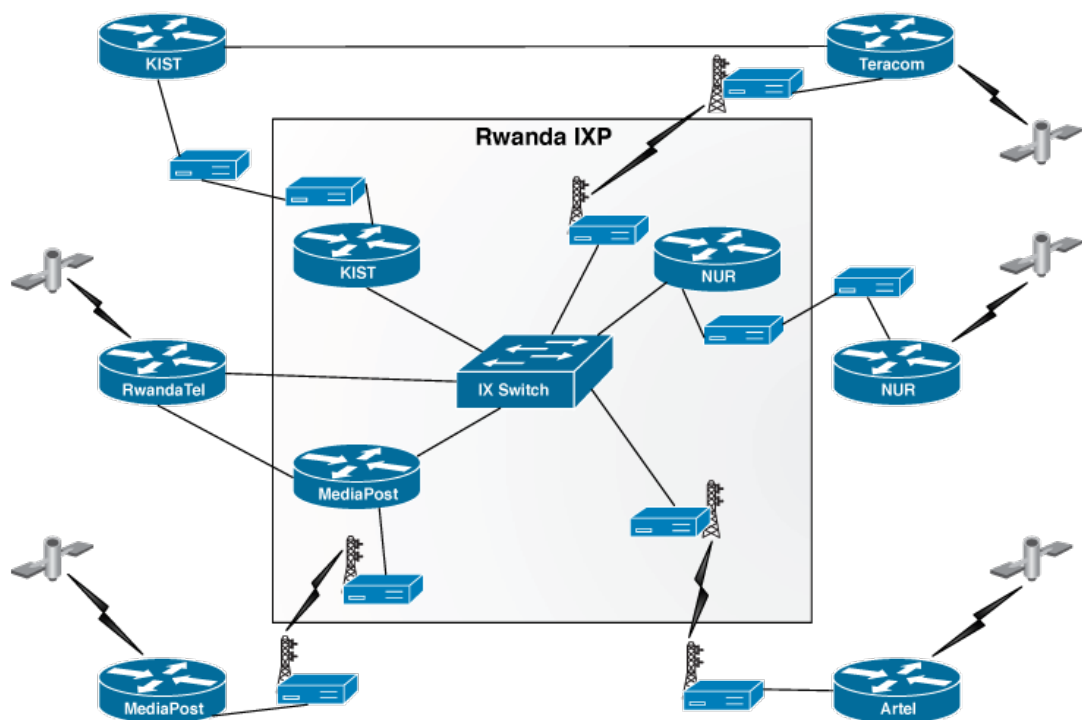 KIST
Teracom
Rwanda IXP
KIST
NUR
RwandaTel
IX Switch
NUR
MediaPost
MediaPost
Artel